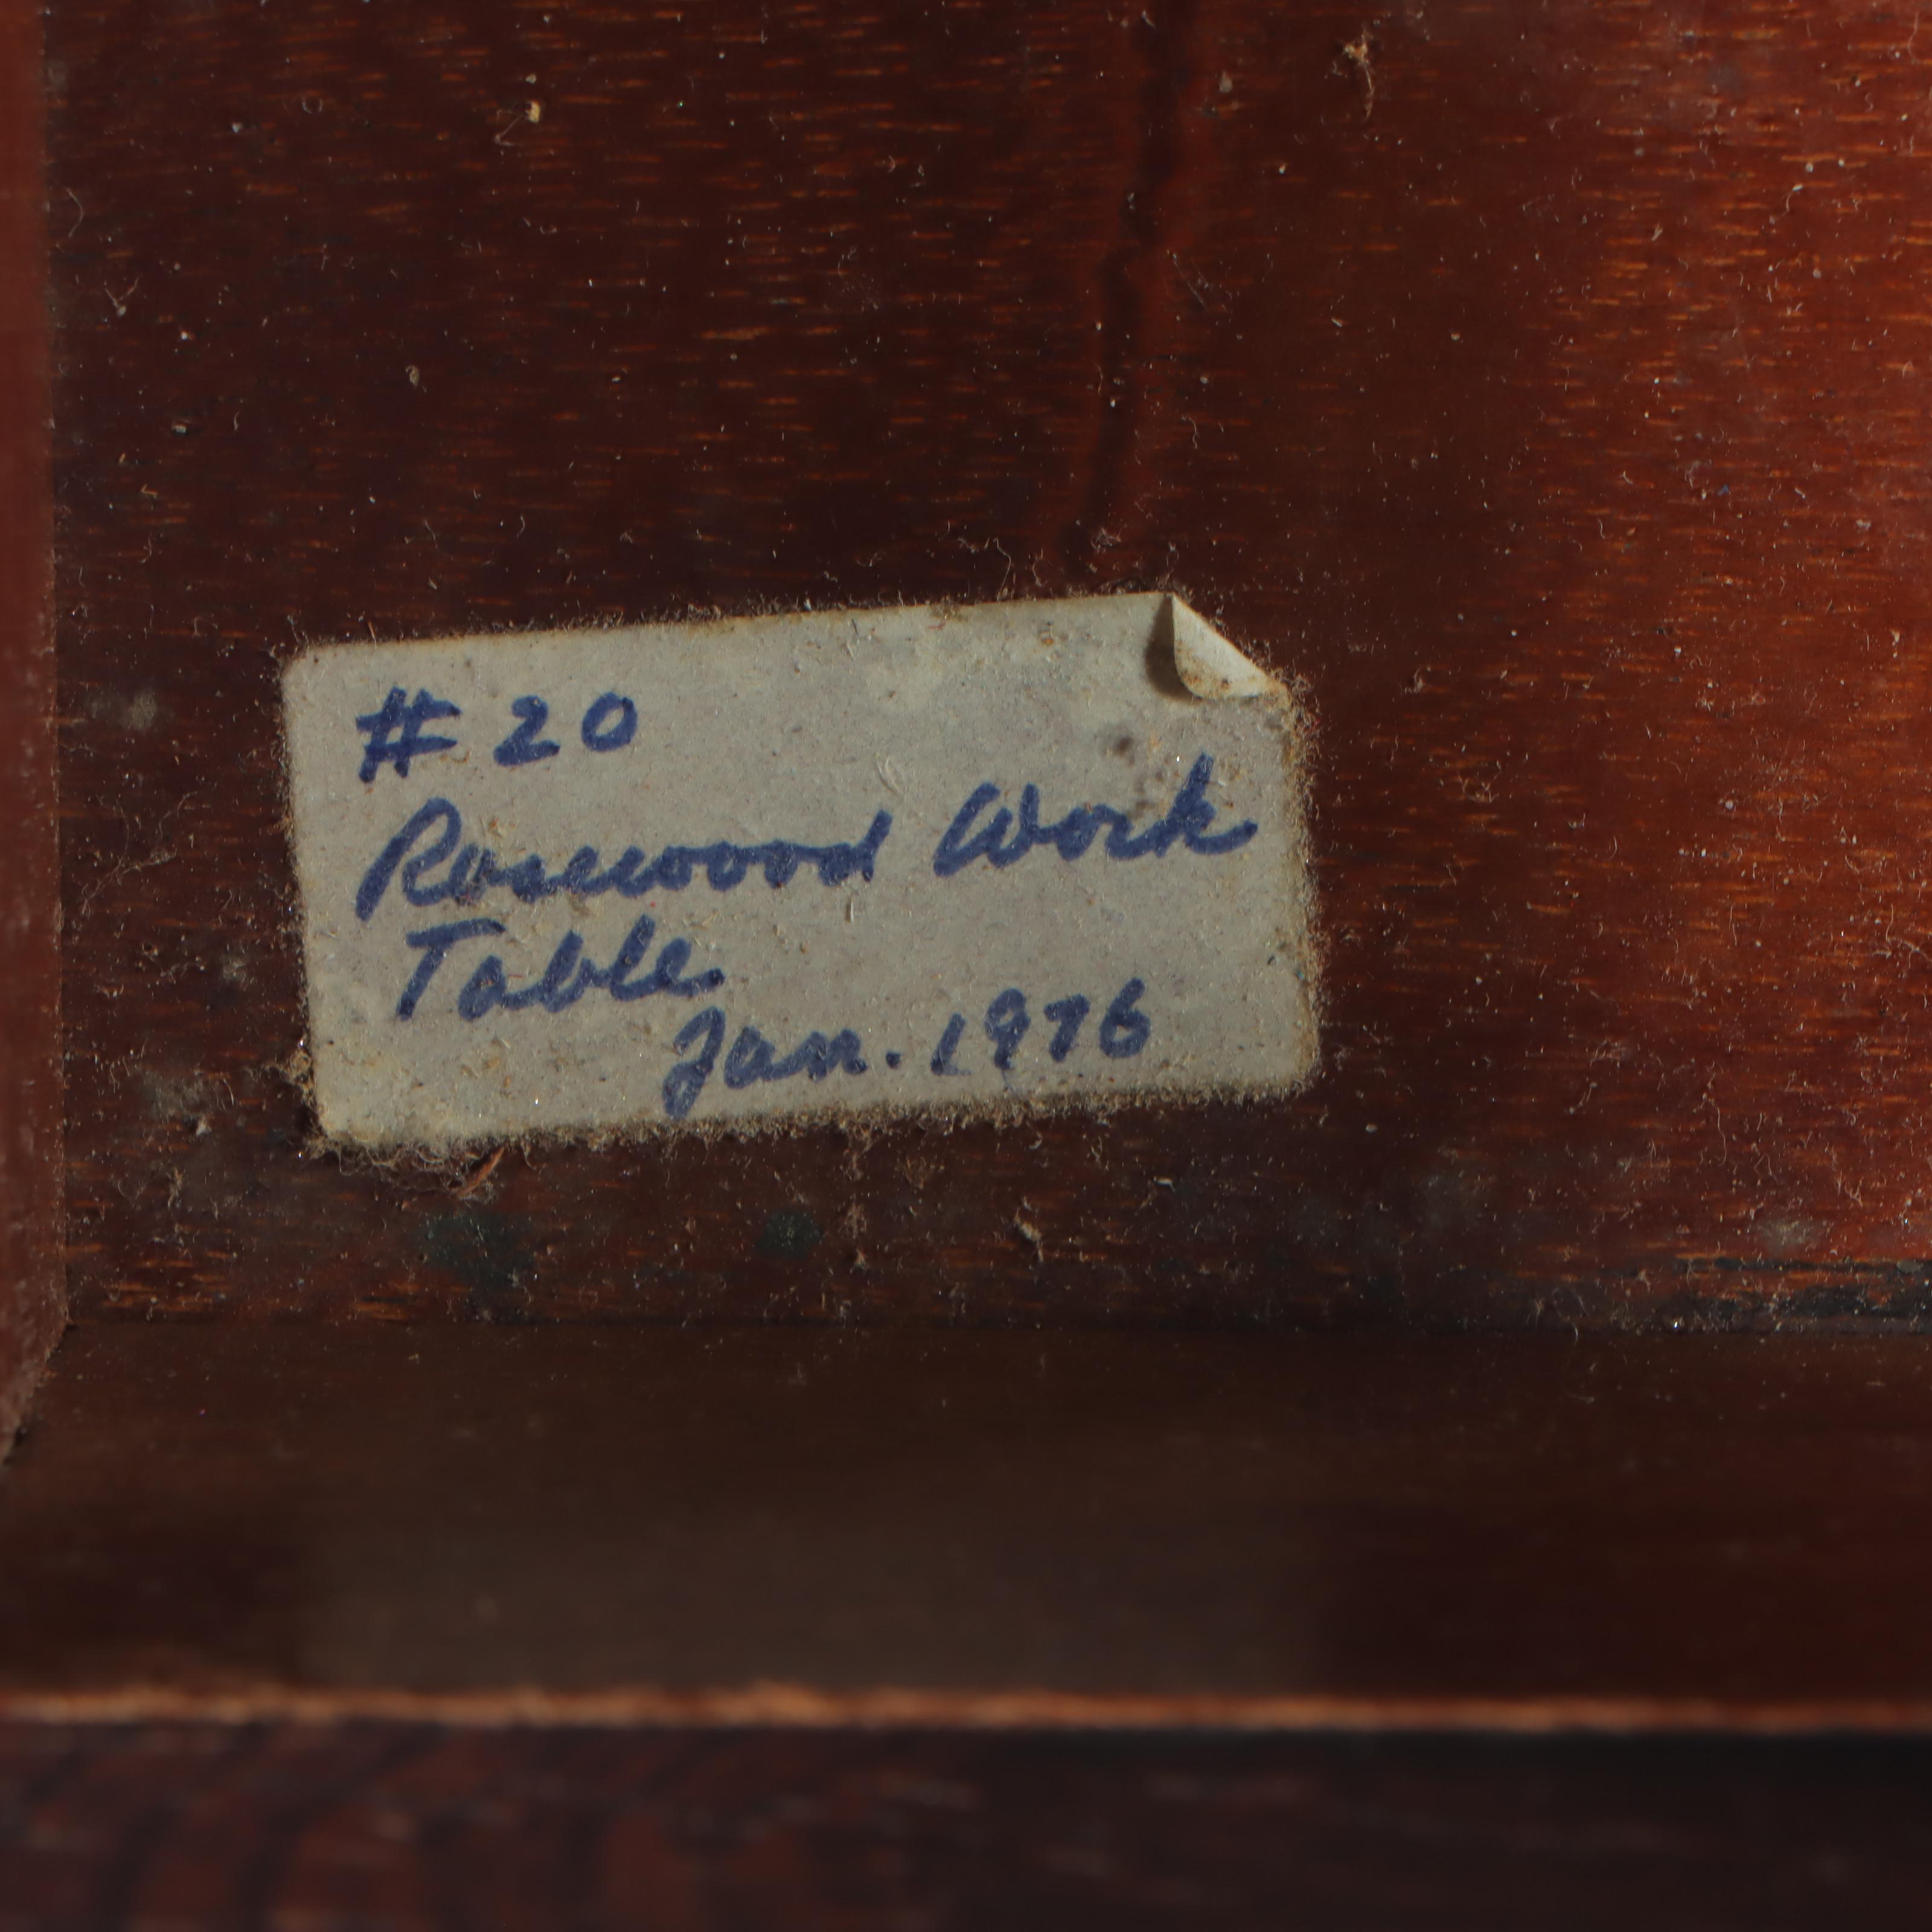 # 20
Rosewood Work
Table
Jan. 1976